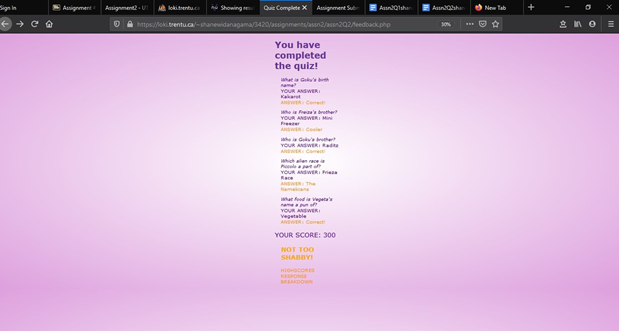 Sign In
Assignment
Assignment2 - UT
loki.trentu.ca
Showing resu
Quiz Complete
Assignment Subm
Assn2Q1shan
Assn2Q2shan
New Tab
https://loki.trentu.ca/~shanewidanagama/3420/assignments/assn2/assn2Q2/feedback.php
50%
You have
completed
the quiz!
What is Goku's birth
name?
YOUR ANSWER:
Kakarot
ANSWER: Correct!
Who is Frieza's brother?
YOUR ANSWER: Mini
Freezer
ANSWER: Cooler
Who is Goku's brother?
YOUR ANSWER: Radits
ANSWER: Correct!
Which alien race is
Piccolo a part of?
YOUR ANSWER: Frieza
Race
ANSWER: The
Namekians
What food is Vegeta's
name a pun of?
YOUR ANSWER:
Vegetable
ANSWER: Correct!
YOUR SCORE: 300
NOT TOO
SHABBY!
HIGHSCORES
RESPONSE
BREAKDOWN